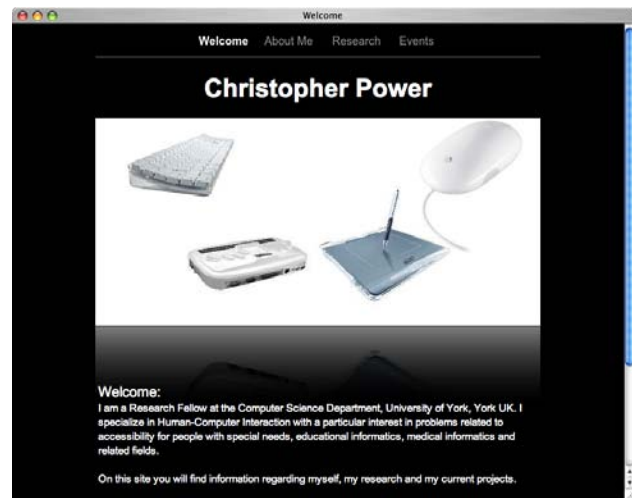 Welcome
Welcome About Me Research Events
Christopher Power
Welcome:
I am a Research Fellow at the Computer Science Department, University of York, York UK. I
specialize in Human-Computer Interaction with a particular interest in problems related to
accessibility for people with special needs, educational informatics, medical informatics and
related fields.
On this site you will find information regarding myself, my research and my current projects.